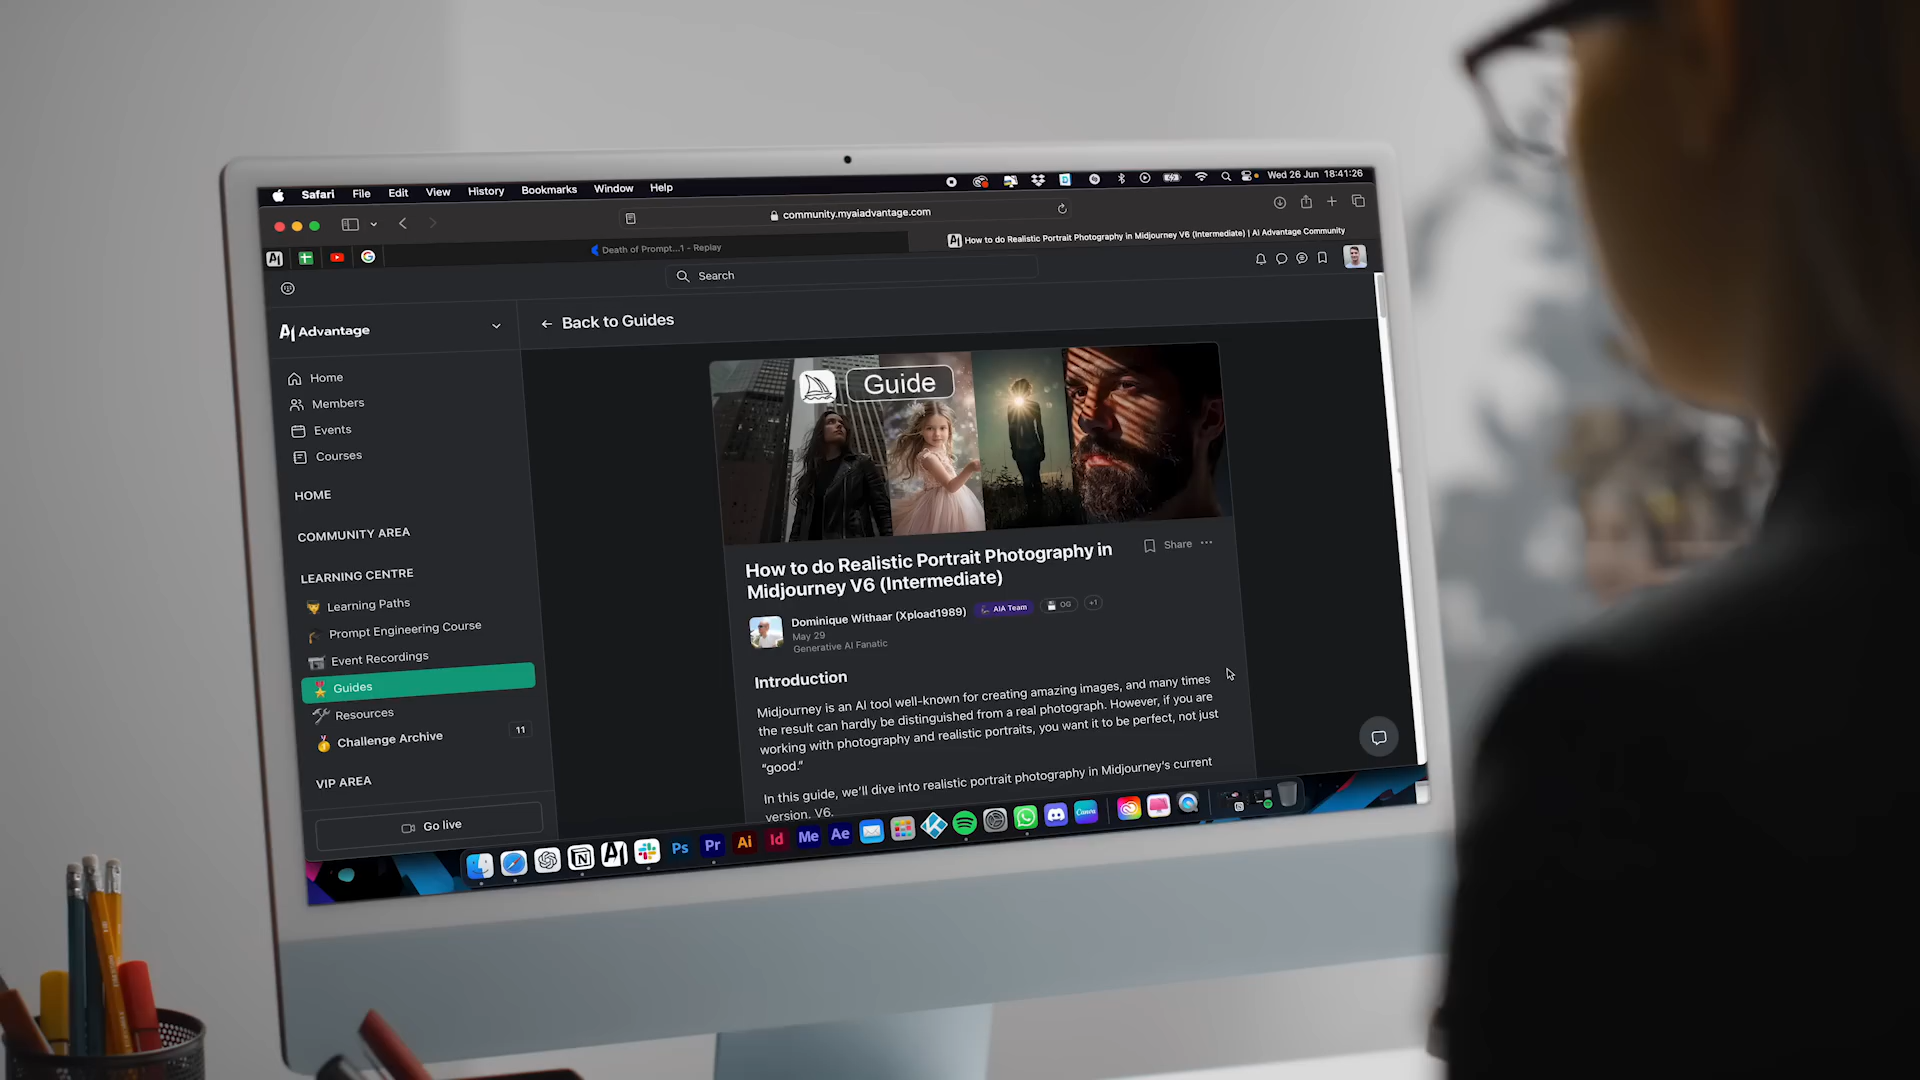 Safari File Edit View History Bookmarks Window Help
Wed 26 Jun 18:41:26
community.myaiadvantage.com
Death of Prompt...1 - Replay
How to do Realistic Portrait Photography in Midjourney V6 (Intermediate) | AI Advantage Community
Search
AI Advantage
Back to Guides
Home
Members
Events
Courses
HOME
COMMUNITY AREA
LEARNING CENTRE
Learning Paths
Prompt Engineering Course
Event Recordings
Guides
Resources
Challenge Archive 11
VIP AREA
Go live
Guide
How to do Realistic Portrait Photography in
Midjourney V6 (Intermediate)
Share
Dominique Withaar (Xpload1989) AIA Team OG +1
May 29
Generative AI Fanatic
Introduction
Midjourney is an AI tool well-known for creating amazing images, and many times
the result can hardly be distinguished from a real photograph. However, if you are
working with photography and realistic portraits, you want it to be perfect, not just
“good.”
In this guide, we’ll dive into realistic portrait photography in Midjourney's current
version, V6.
AI Ps Pr Ai Id Me Ae Canva